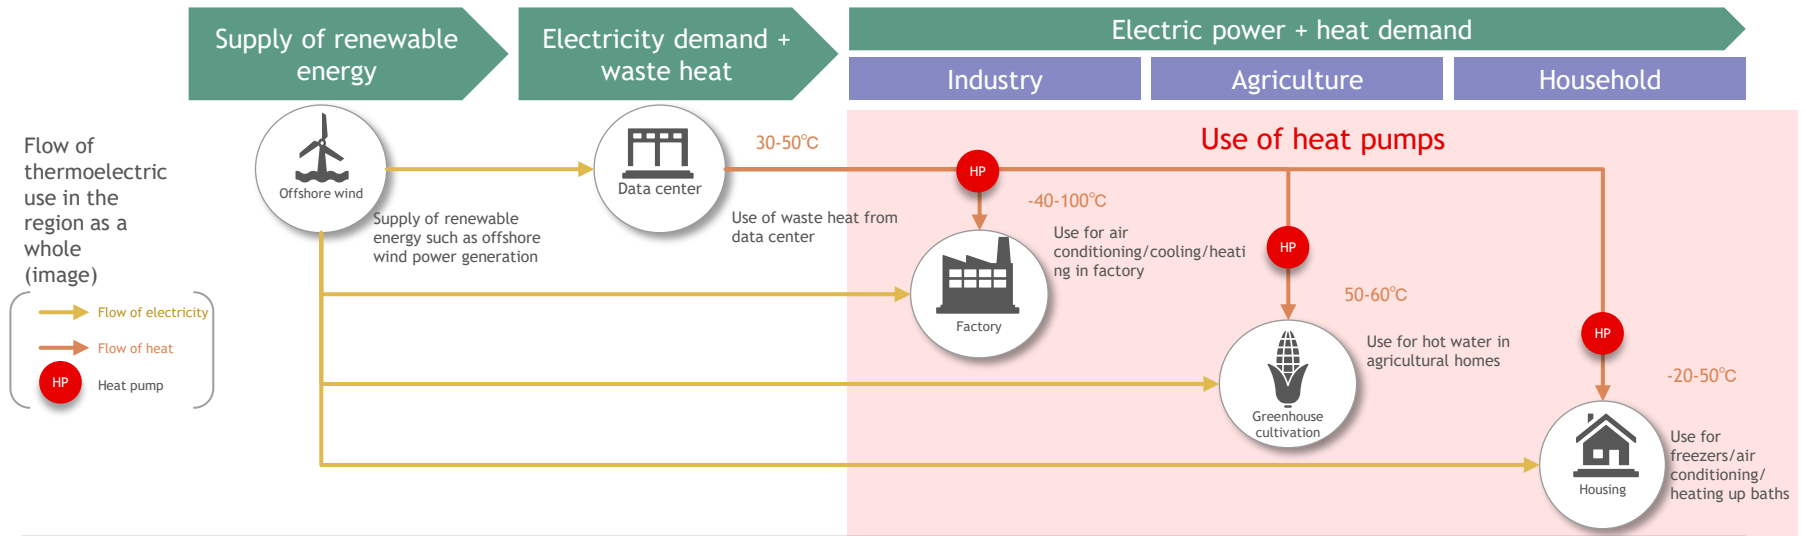 Supply of renewable
energy
Electricity demand +
waste heat
Electric power + heat demand
Industry
Agriculture
Household
Flow of
thermoelectric
use in the
region as a
whole
(image)
Flow of electricity
Flow of heat
HP
Heat pump
Offshore wind
Supply of renewable
energy such as offshore
wind power generation
Data center
30-50℃
Use of waste heat from
data center
Use of heat pumps
HP
-40-100℃
Use for air
conditioning/cooling/heati
ng in factory
Factory
HP
50-60℃
Use for hot water in
agricultural homes
Greenhouse
cultivation
HP
-20-50℃
Use for
freezers/air
conditioning/
heating up baths
Housing